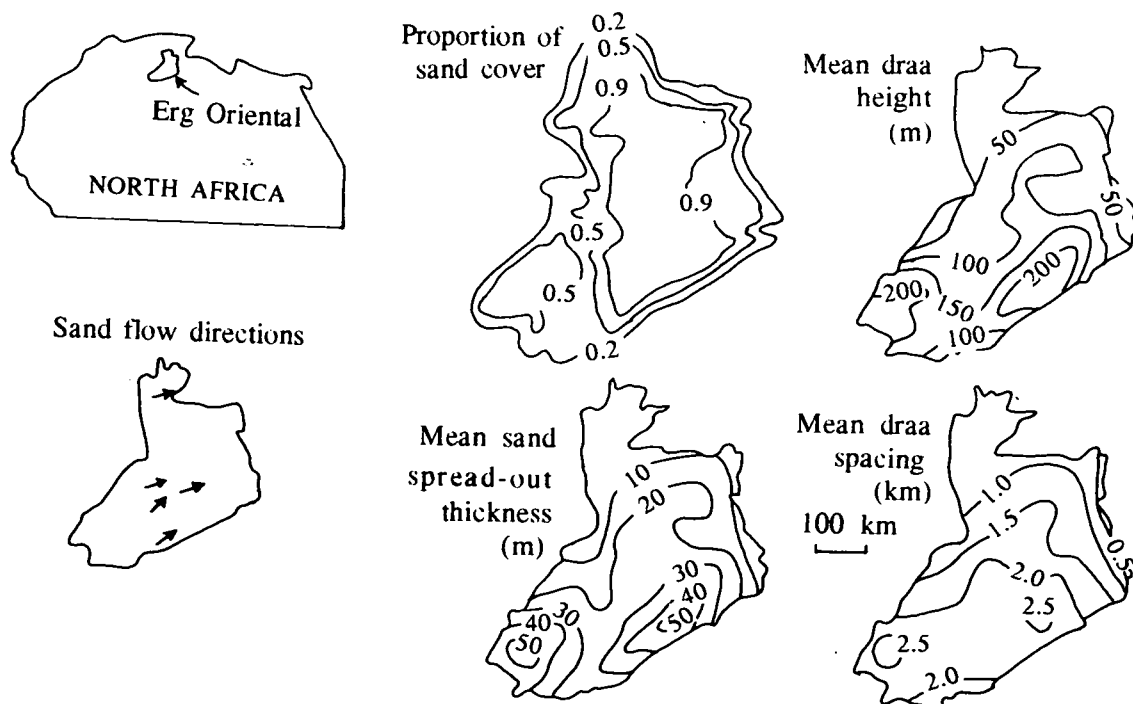 Erg Oriental
NORTH AFRICA
Sand flow directions
Proportion of
sand cover
0.2
0.5
0.9
0.9
0.5
0.5
0.2
Mean draa
height
(m)
50
50
100
200
200
150
100
Mean sand
spread-out
thickness
(m)
10
20
30
40
50
30
40
50
Mean draa
spacing
(km)
100 km
1.0
1.5
0.5
2.0
2.5
2.5
2.0